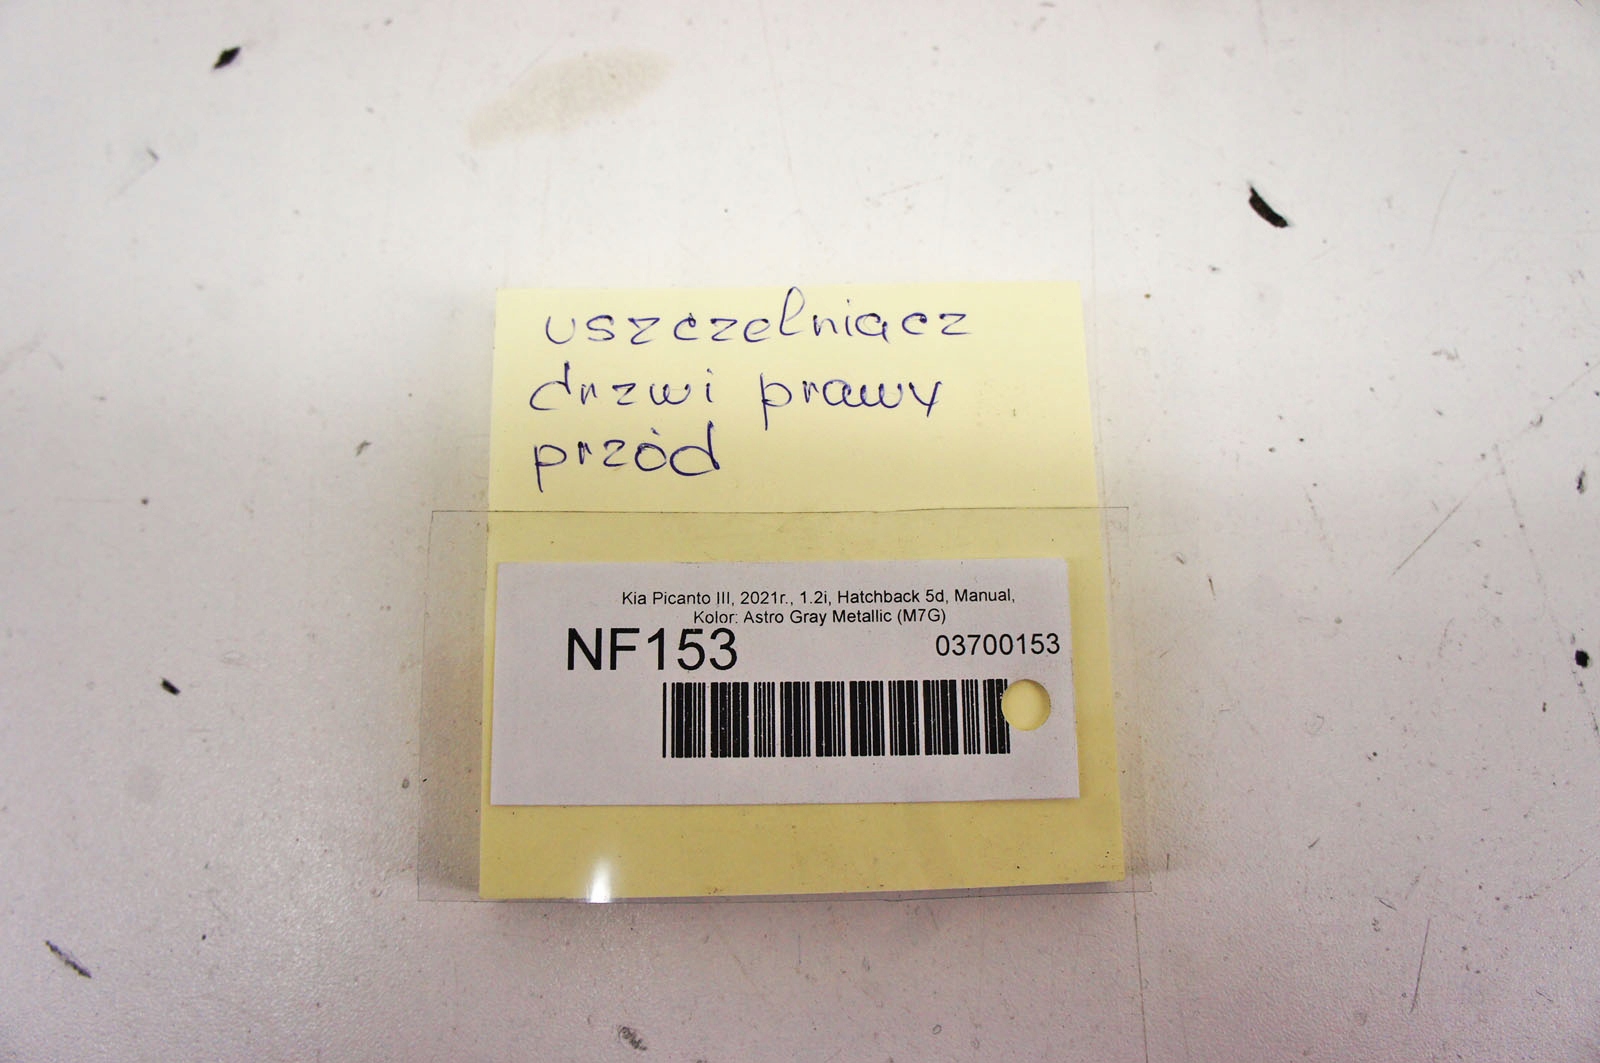 uszczelniacz
drzwi prawy
przód
Kia Picanto III, 2021r., 1.2i, Hatchback 5d, Manual,
Kolor: Astro Gray Metallic (M7G)
NF153 03700153